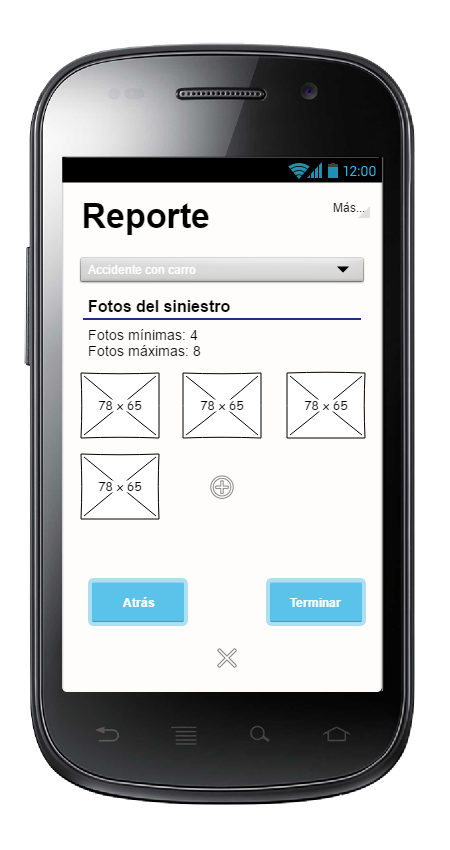 12:00
Reporte
Más...
Accidente con carro
Fotos del siniestro
Fotos mínimas: 4
Fotos máximas: 8
78 × 65
78 × 65
78 × 65
78 × 65
Atrás
Terminar